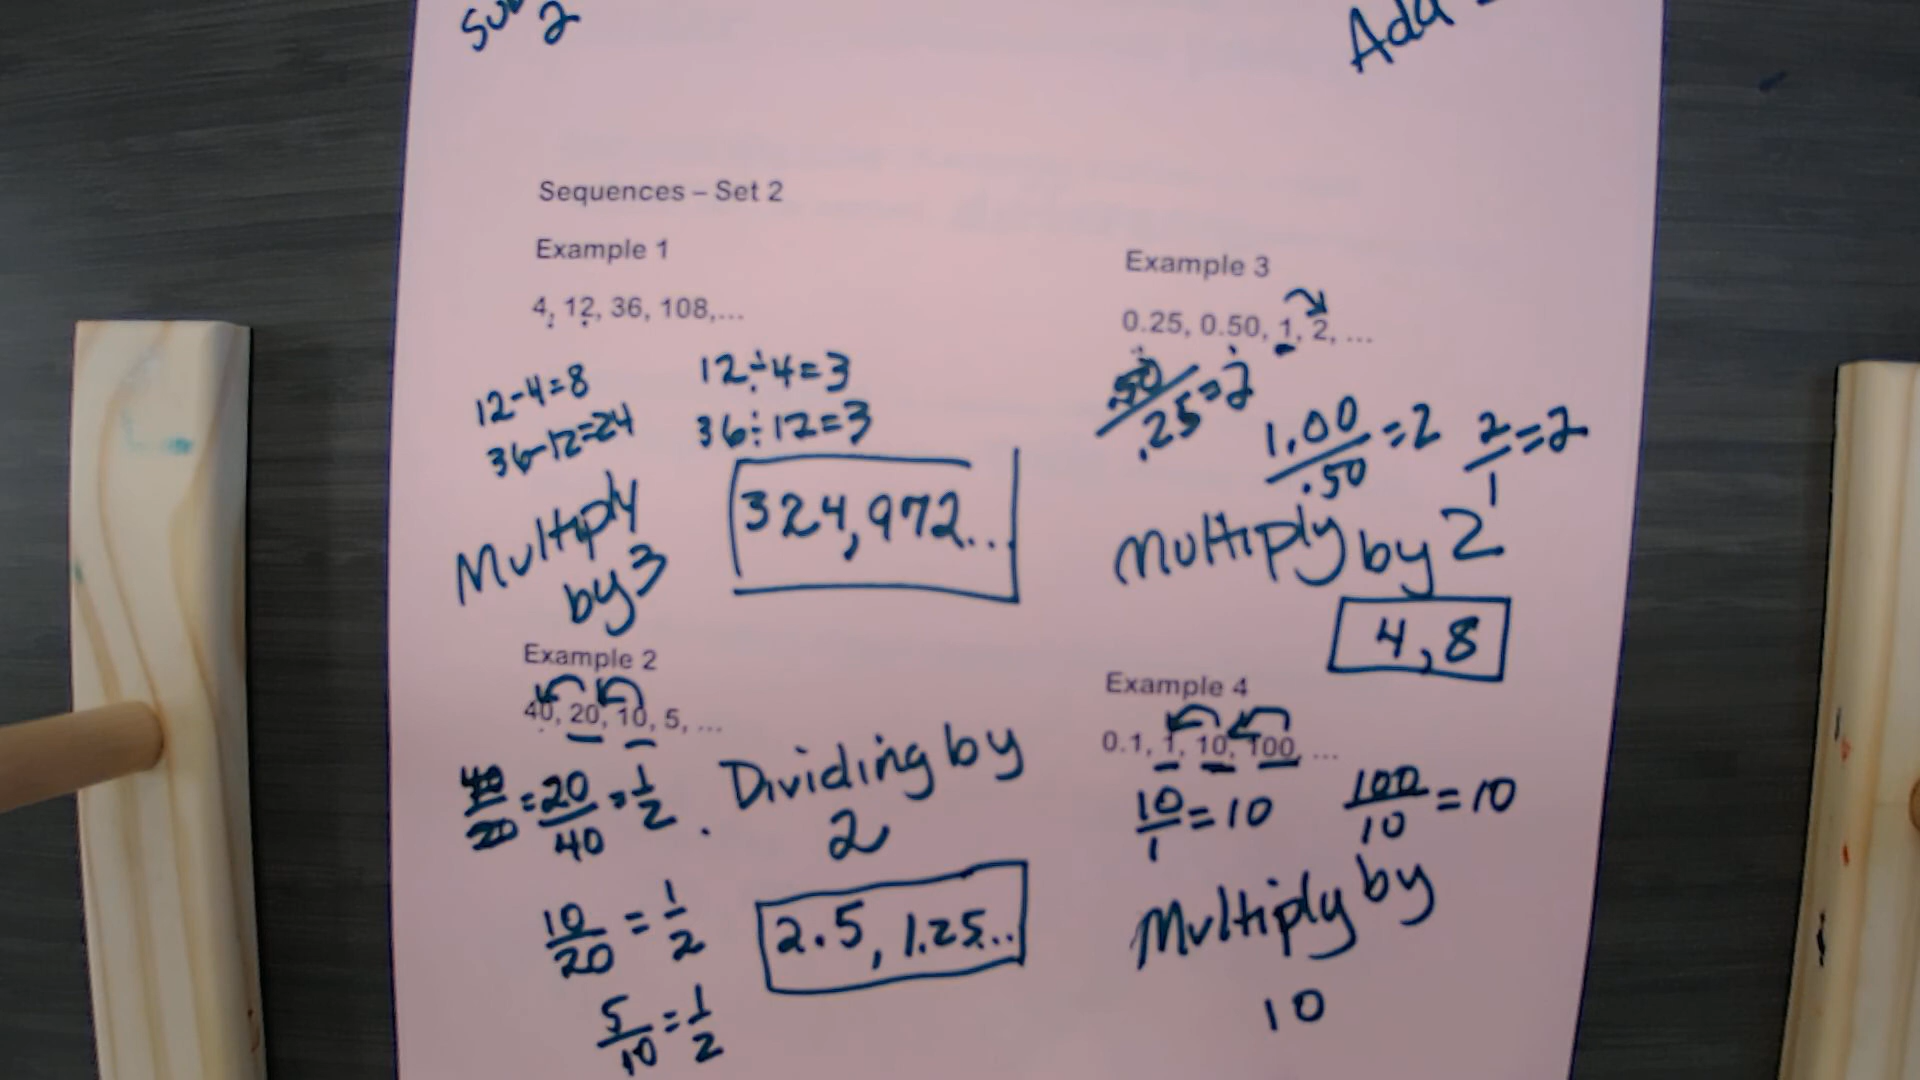 2
Add
Sequences – Set 2
Example 1
4, 12, 36, 108,...
12-4=8
36-12=24
12÷4=3
36÷12=3
Multiply
by 3
324,972...
Example 2
40, 20, 10, 5, ...
40/20 = 20/40 = 1/2
. Dividing by
2
10/20 = 1/2
5/10 = 1/2
2.5, 1.25...
Example 3
0.25, 0.50, 1, 2, ...
.50/.25 = 2
1.00/.50 = 2
2/1 = 2
Multiply by 2
4,8
Example 4
0.1, 1, 10, 100, ...
10/1 = 10
100/10 = 10
Multiply by
10